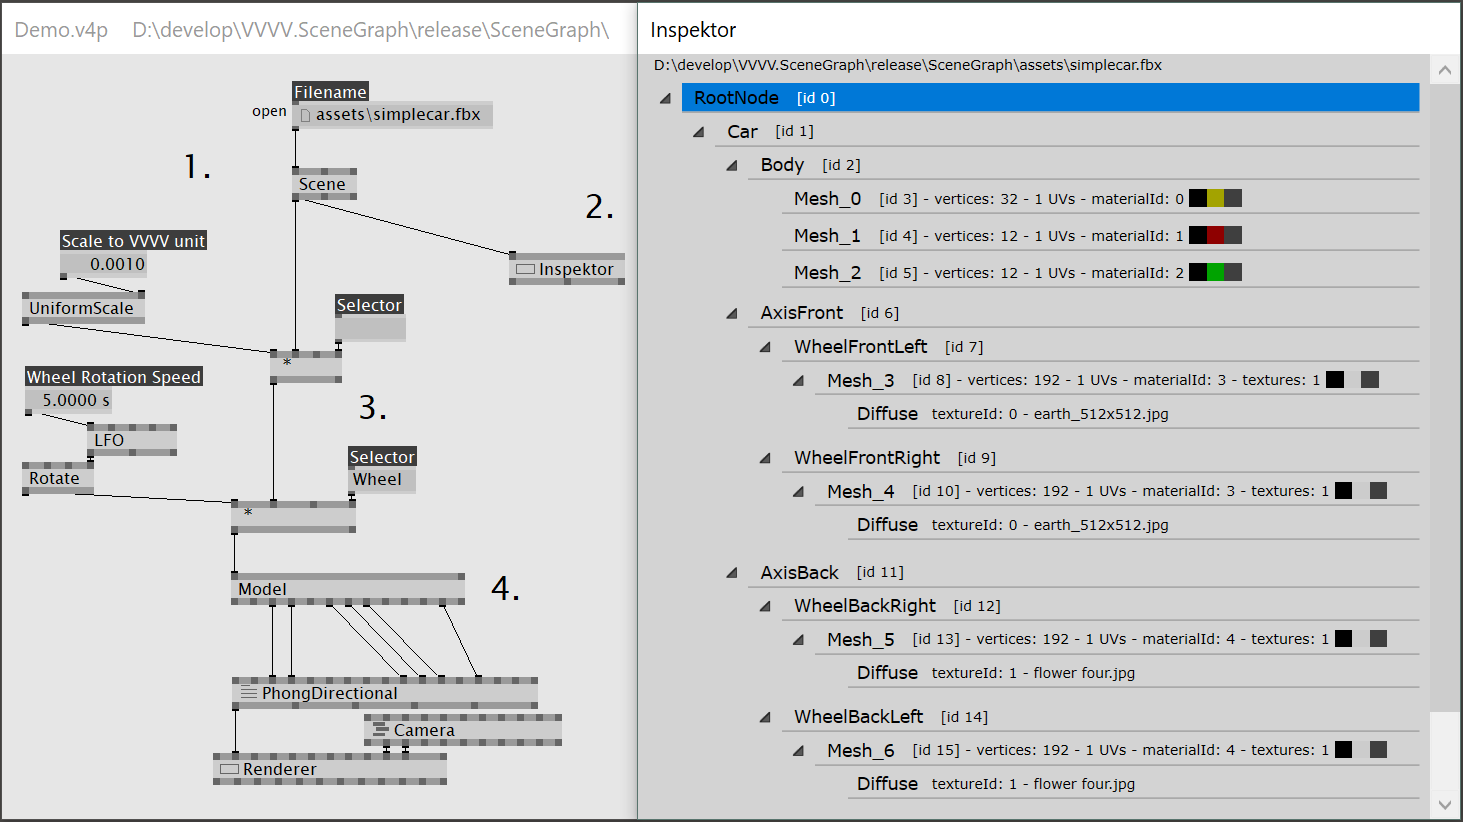 Demo.v4p D:\develop\VVVV.SceneGraph\release\SceneGraph\
Filename
open assets\simplecar.fbx
1.
Scene
2.
Scale to VVVV unit
0.0010
Inspektor
UniformScale
Selector
*
Wheel Rotation Speed
5.0000 s
3.
LFO
Selector
Rotate
Wheel
*
Model
4.
PhongDirectional
Camera
Renderer
Inspektor
D:\develop\VVVV.SceneGraph\release\SceneGraph\assets\simplecar.fbx
RootNode [id 0]
Car [id 1]
Body [id 2]
Mesh_0 [id 3] - vertices: 32 - 1 UVs - materialId: 0
Mesh_1 [id 4] - vertices: 12 - 1 UVs - materialId: 1
Mesh_2 [id 5] - vertices: 12 - 1 UVs - materialId: 2
AxisFront [id 6]
WheelFrontLeft [id 7]
Mesh_3 [id 8] - vertices: 192 - 1 UVs - materialId: 3 - textures: 1
Diffuse textureId: 0 - earth_512x512.jpg
WheelFrontRight [id 9]
Mesh_4 [id 10] - vertices: 192 - 1 UVs - materialId: 3 - textures: 1
Diffuse textureId: 0 - earth_512x512.jpg
AxisBack [id 11]
WheelBackRight [id 12]
Mesh_5 [id 13] - vertices: 192 - 1 UVs - materialId: 4 - textures: 1
Diffuse textureId: 1 - flower four.jpg
WheelBackLeft [id 14]
Mesh_6 [id 15] - vertices: 192 - 1 UVs - materialId: 4 - textures: 1
Diffuse textureId: 1 - flower four.jpg